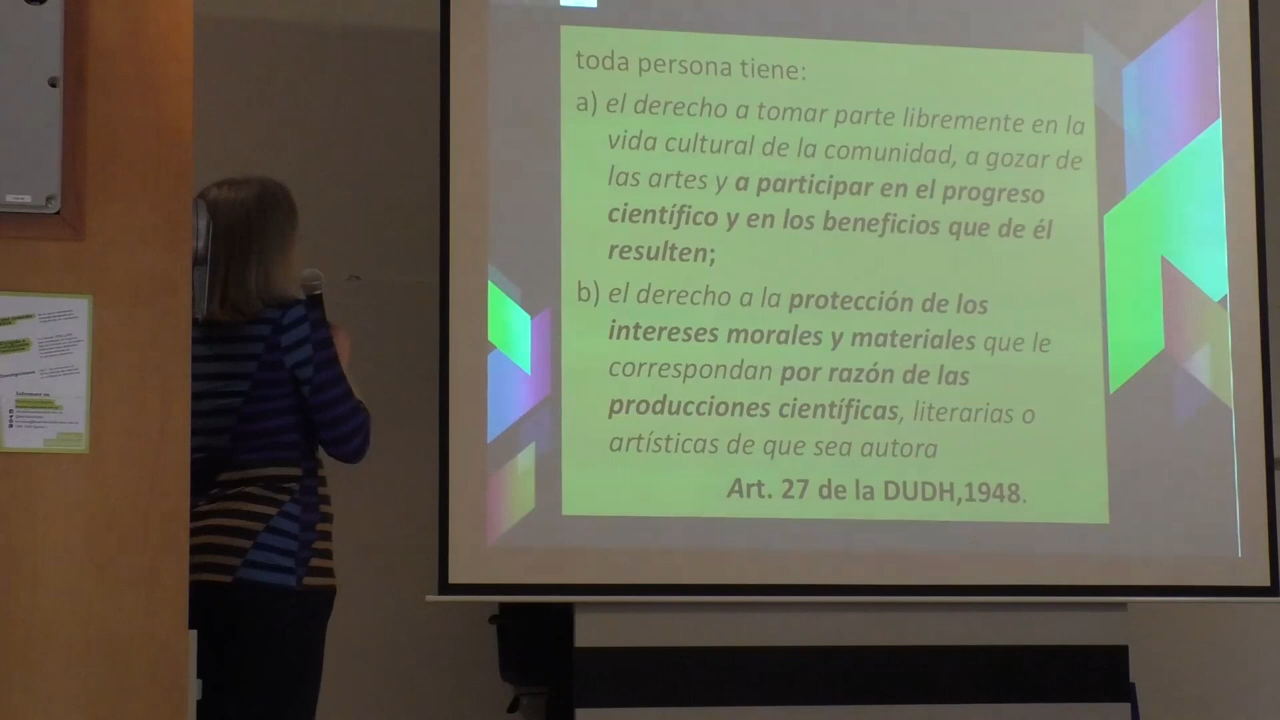 toda persona tiene:
a) el derecho a tomar parte libremente en la
vida cultural de la comunidad, a gozar de
las artes y a participar en el progreso
científico y en los beneficios que de él
resulten;
b) el derecho a la protección de los
intereses morales y materiales que le
correspondan por razón de las
producciones científicas, literarias o
artísticas de que sea autora
Art. 27 de la DUDH,1948.